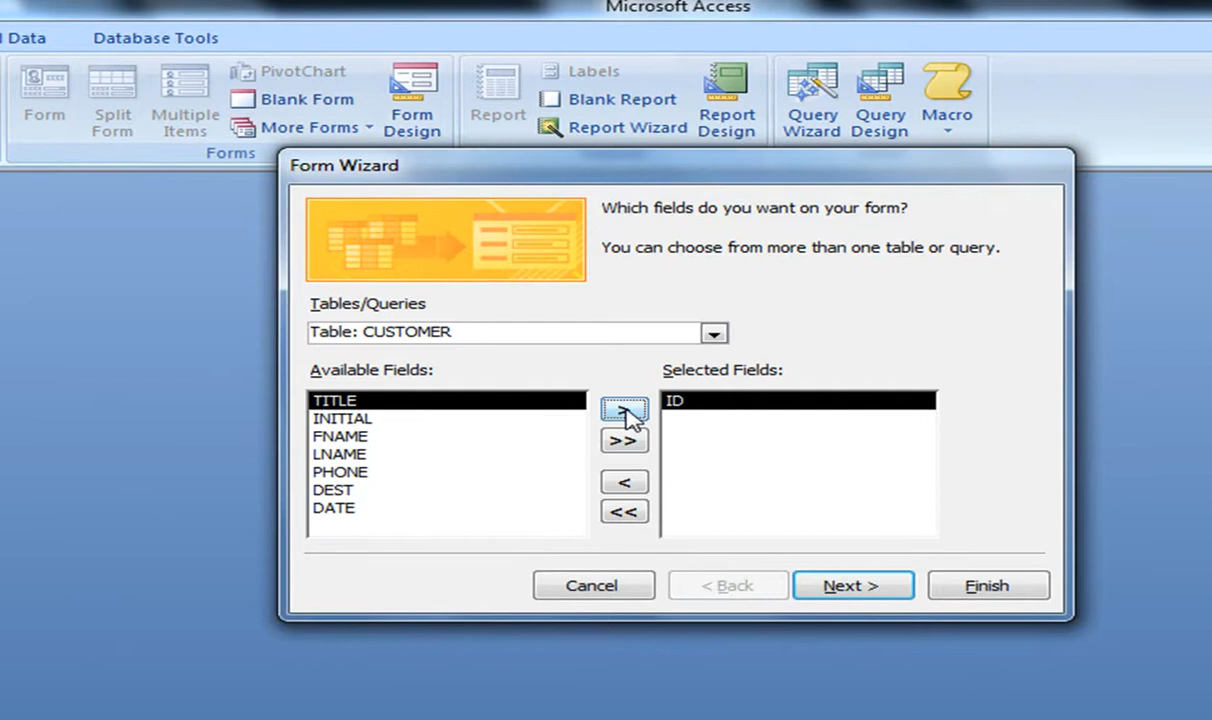 Microsoft Access
Data
Database Tools
Form
Split
Form
Multiple
Items
PivotChart
Blank Form
More Forms
Form
Design
Forms
Report
Labels
Blank Report
Report Wizard
Report
Design
Query
Wizard
Query
Design
Macro
Form Wizard
Which fields do you want on your form?
You can choose from more than one table or query.
Tables/Queries
Table: CUSTOMER
Available Fields:
Selected Fields:
TITLE
INITIAL
FNAME
LNAME
PHONE
DEST
DATE
>
>>
<
<<
ID
Cancel
< Back
Next >
Finish